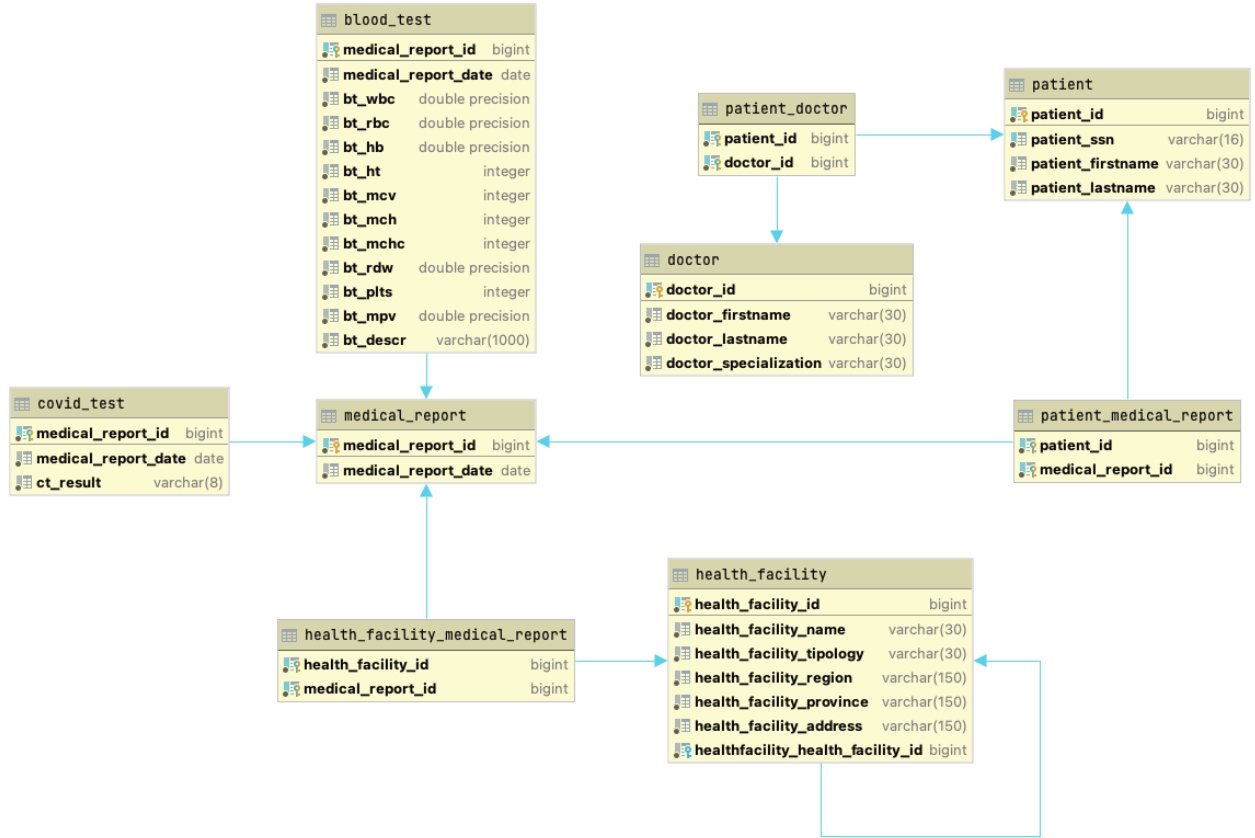 blood_test
medical_report_id bigint
medical_report_date date
bt_wbc double precision
bt_rbc double precision
bt_hb double precision
bt_ht integer
bt_mcv integer
bt_mch integer
bt_mchc integer
bt_rdw double precision
bt_plts integer
bt_mpv double precision
bt_descr varchar(1000)
patient_doctor
patient_id bigint
doctor_id bigint
patient
patient_id bigint
patient_ssn varchar(16)
patient_firstname varchar(30)
patient_lastname varchar(30)
doctor
doctor_id bigint
doctor_firstname varchar(30)
doctor_lastname varchar(30)
doctor_specialization varchar(30)
covid_test
medical_report_id bigint
medical_report_date date
ct_result varchar(8)
medical_report
medical_report_id bigint
medical_report_date date
patient_medical_report
patient_id bigint
medical_report_id bigint
health_facility_medical_report
health_facility_id bigint
medical_report_id bigint
health_facility
health_facility_id bigint
health_facility_name varchar(30)
health_facility_tipology varchar(30)
health_facility_region varchar(150)
health_facility_province varchar(150)
health_facility_address varchar(150)
healthfacility_health_facility_id bigint